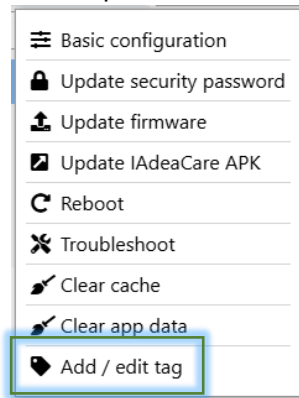 Basic configuration
Update security password
Update firmware
Update IAdeaCare APK
Reboot
Troubleshoot
Clear cache
Clear app data
Add / edit tag